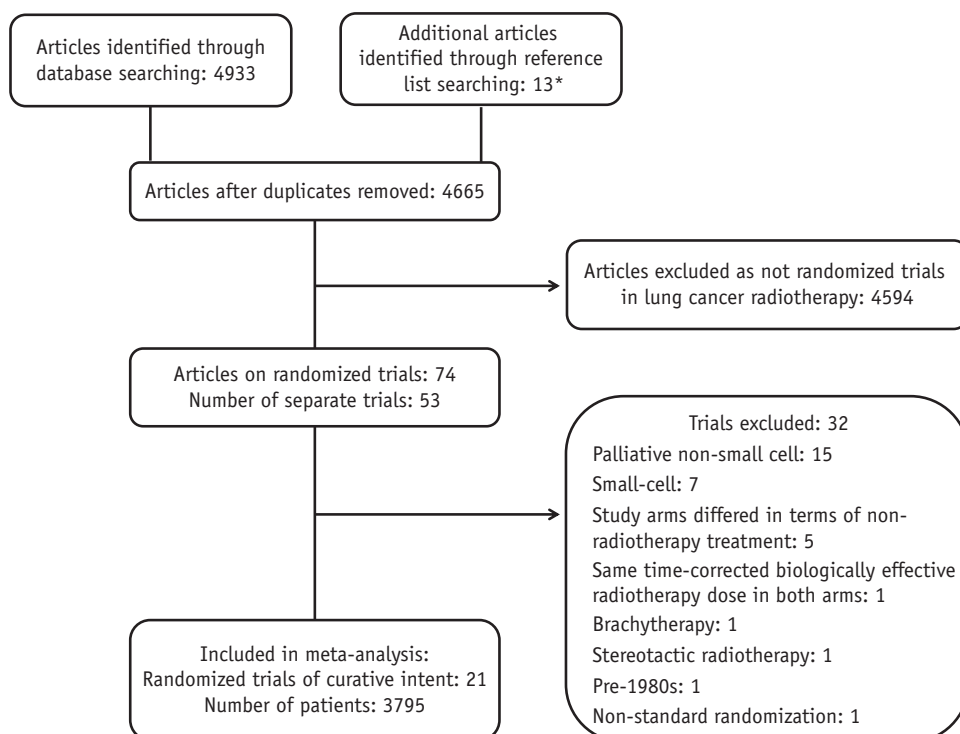 Articles identified through
database searching: 4933
Additional articles
identified through reference
list searching: 13*
Articles after duplicates removed: 4665
Articles excluded as not randomized trials
in lung cancer radiotherapy: 4594
Articles on randomized trials: 74
Number of separate trials: 53
Trials excluded: 32
Palliative non-small cell: 15
Small-cell: 7
Study arms differed in terms of non-
radiotherapy treatment: 5
Same time-corrected biologically effective
radiotherapy dose in both arms: 1
Brachytherapy: 1
Stereotactic radiotherapy: 1
Pre-1980s: 1
Non-standard randomization: 1
Included in meta-analysis:
Randomized trials of curative intent: 21
Number of patients: 3795